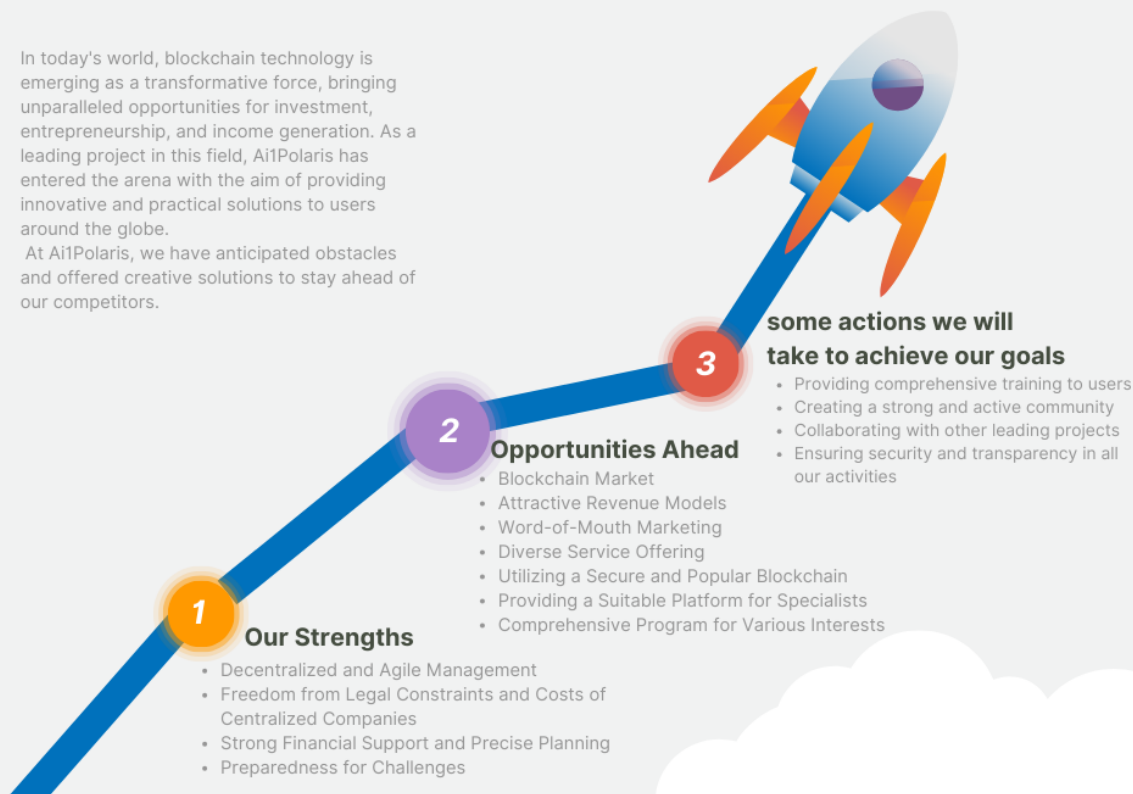 In today's world, blockchain technology is
emerging as a transformative force, bringing
unparalleled opportunities for investment,
entrepreneurship, and income generation. As a
leading project in this field, Ai1Polaris has
entered the arena with the aim of providing
innovative and practical solutions to users
around the globe.
At Ai1Polaris, we have anticipated obstacles
and offered creative solutions to stay ahead of
our competitors.
3
some actions we will
take to achieve our goals
• Providing comprehensive training to users
• Creating a strong and active community
• Collaborating with other leading projects
• Ensuring security and transparency in all
our activities
2
Opportunities Ahead
• Blockchain Market
• Attractive Revenue Models
• Word-of-Mouth Marketing
• Diverse Service Offering
• Utilizing a Secure and Popular Blockchain
• Providing a Suitable Platform for Specialists
• Comprehensive Program for Various Interests
1
Our Strengths
• Decentralized and Agile Management
• Freedom from Legal Constraints and Costs of
Centralized Companies
• Strong Financial Support and Precise Planning
• Preparedness for Challenges